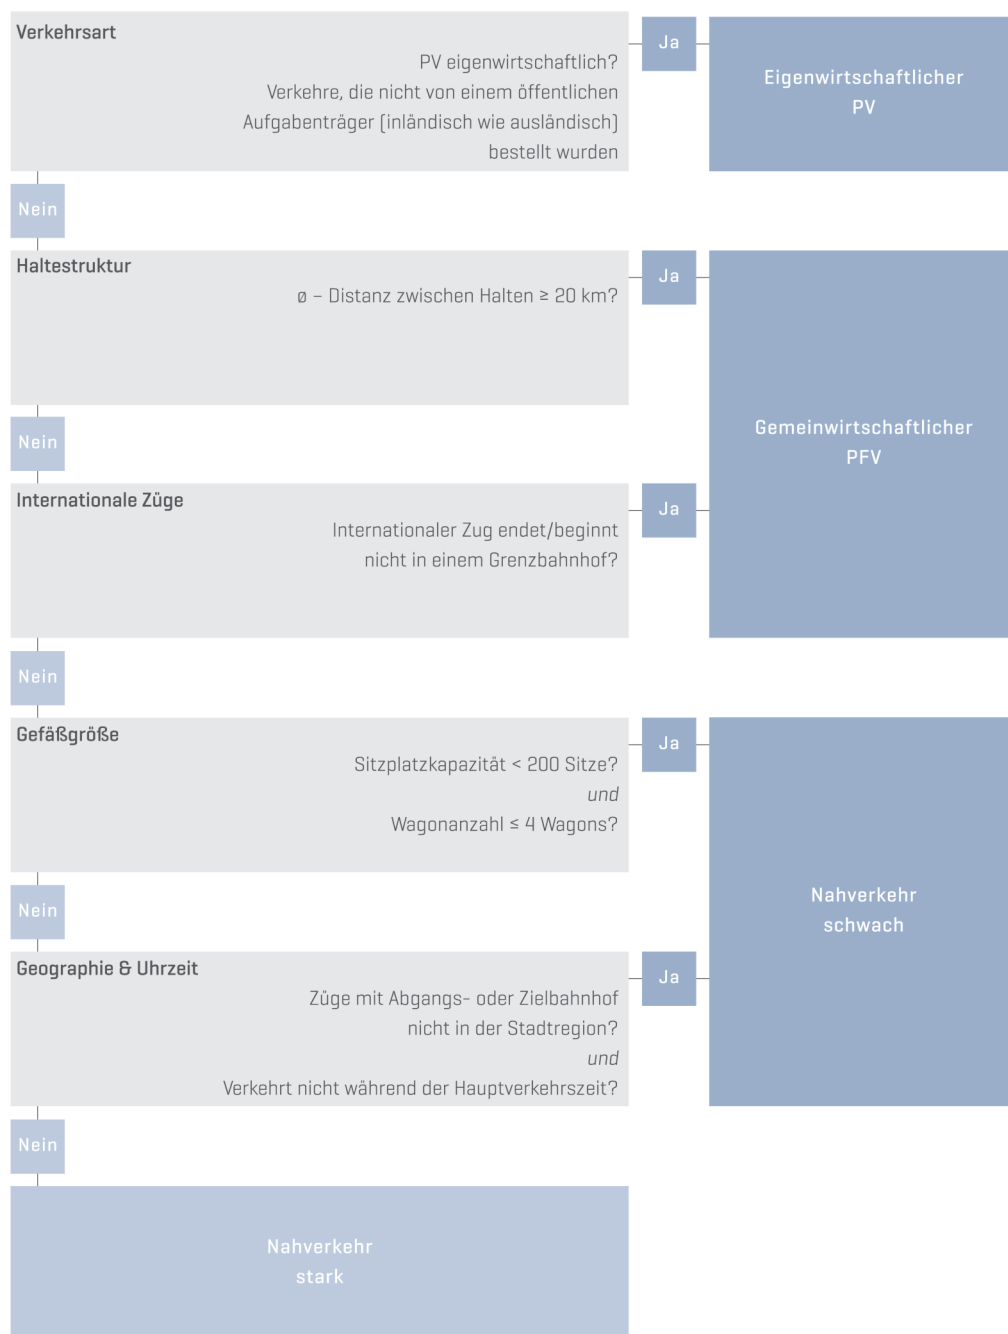 Verkehrsart
PV eigenwirtschaftlich?
Verkehre, die nicht von einem öffentlichen
Aufgabenträger (inländisch wie ausländisch)
bestellt wurden
Ja
Eigenwirtschaftlicher
PV
Nein
Haltestruktur
ø – Distanz zwischen Halten ≥ 20 km?
Ja
Gemeinwirtschaftlicher
PFV
Nein
Internationale Züge
Internationaler Zug endet/beginnt
nicht in einem Grenzbahnhof?
Ja
Nein
Gefäßgröße
Sitzplatzkapazität < 200 Sitze?
und
Wagonanzahl ≤ 4 Wagons?
Ja
Nahverkehr
schwach
Nein
Geographie & Uhrzeit
Züge mit Abgangs- oder Zielbahnhof
nicht in der Stadtregion?
und
Verkehrt nicht während der Hauptverkehrszeit?
Ja
Nein
Nahverkehr
stark